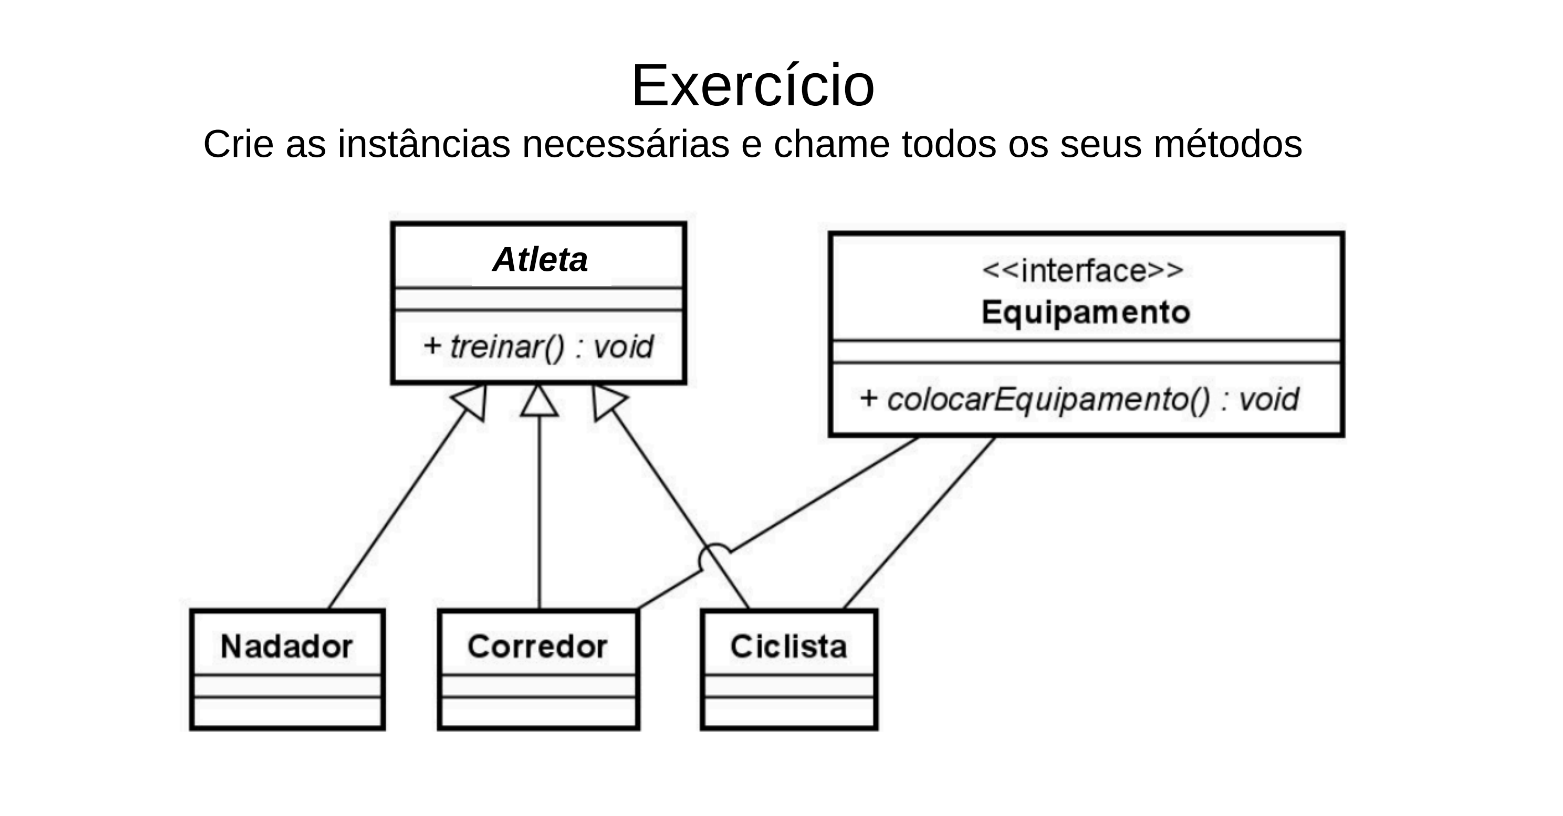 Exercício
Crie as instâncias necessárias e chame todos os seus métodos
Atleta
+ treinar() : void
<<interface>>
Equipamento
+ colocarEquipamento() : void
Nadador
Corredor
Ciclista